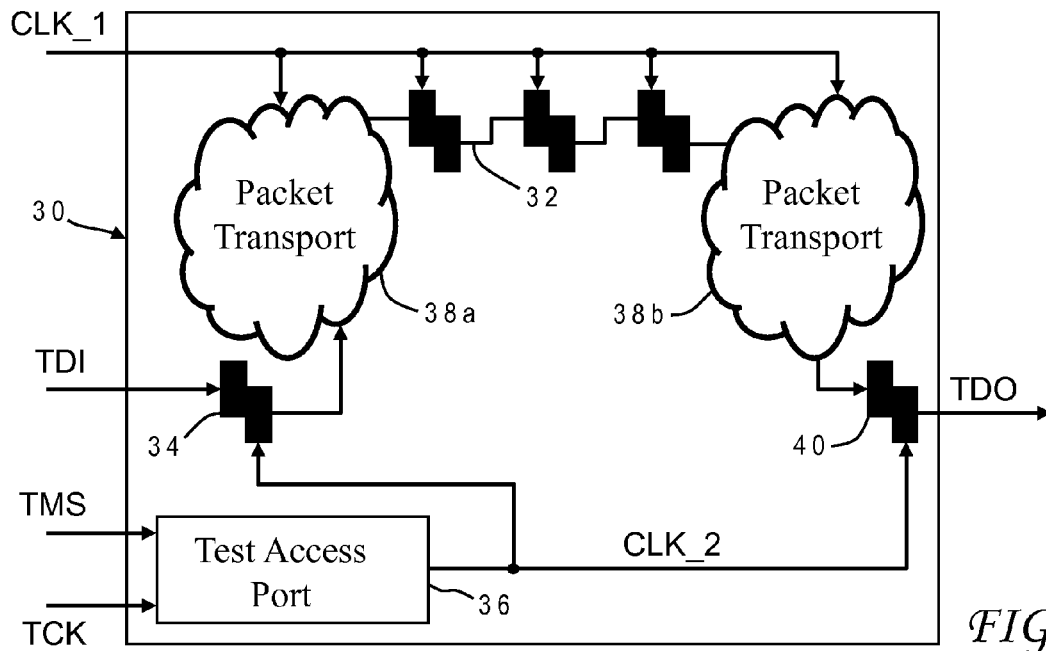 CLK_1
Packet
Transport
Packet
Transport
32
30
38a
38b
TDI
TDO
34
40
TMS
Test Access
Port
CLK_2
36
TCK
FIG